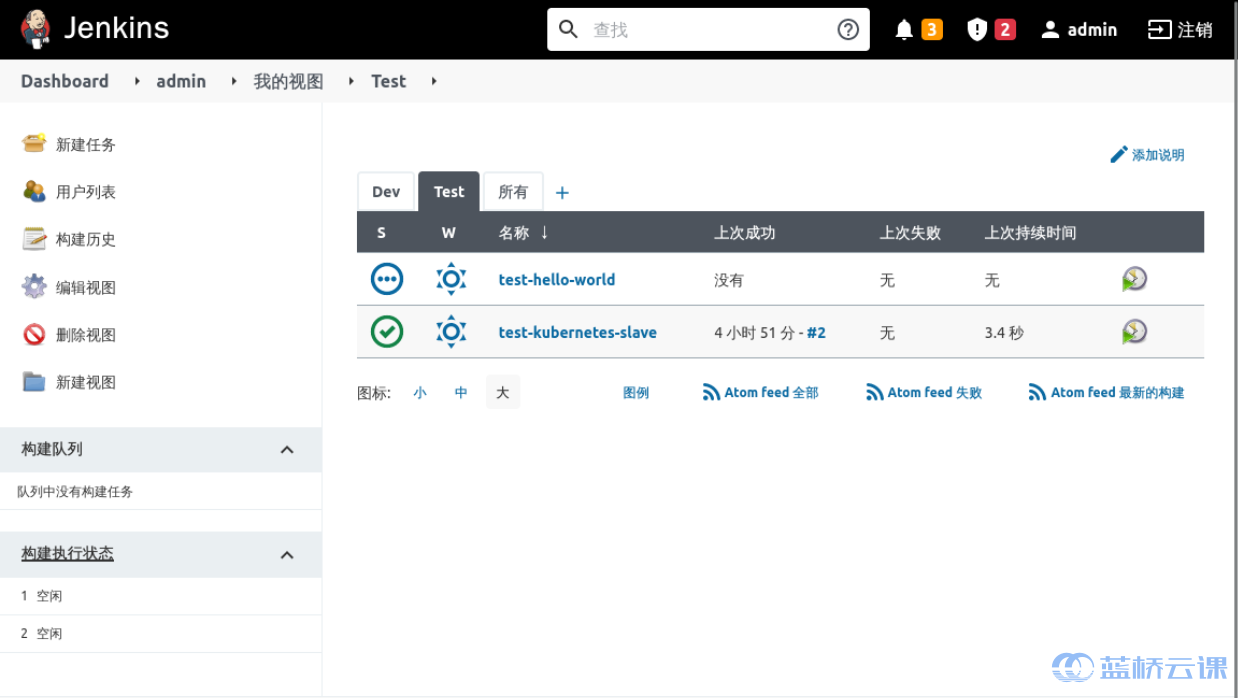 Jenkins
查找
3
2
admin
注销
Dashboard
admin
我的视图
Test
新建任务
用户列表
构建历史
编辑视图
删除视图
新建视图
构建队列
队列中没有构建任务
构建执行状态
1 空闲
2 空闲
添加说明
Dev
Test
所有
+
S W 名称 ↓ 上次成功 上次失败 上次持续时间
test-hello-world 没有 无 无
test-kubernetes-slave 4 小时 51 分 - #2 无 3.4 秒
图标: 小 中 大 图例 Atom feed 全部 Atom feed 失败 Atom feed 最新的构建
蓝桥云课